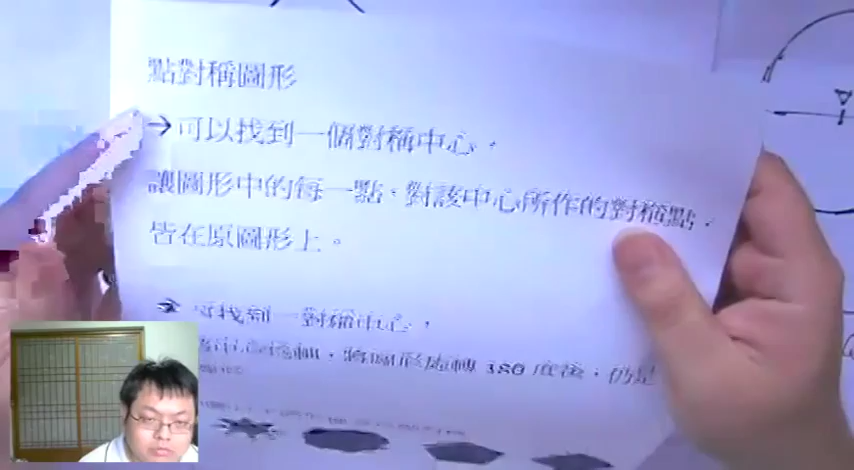 點對稱圖形
→可以找到一個對稱中心，
讓圖形中的每一點、對該中心所作的對稱點，
皆在原圖形上。
可找到一對稱中心，
將圖形旋轉 180 度後，仍是